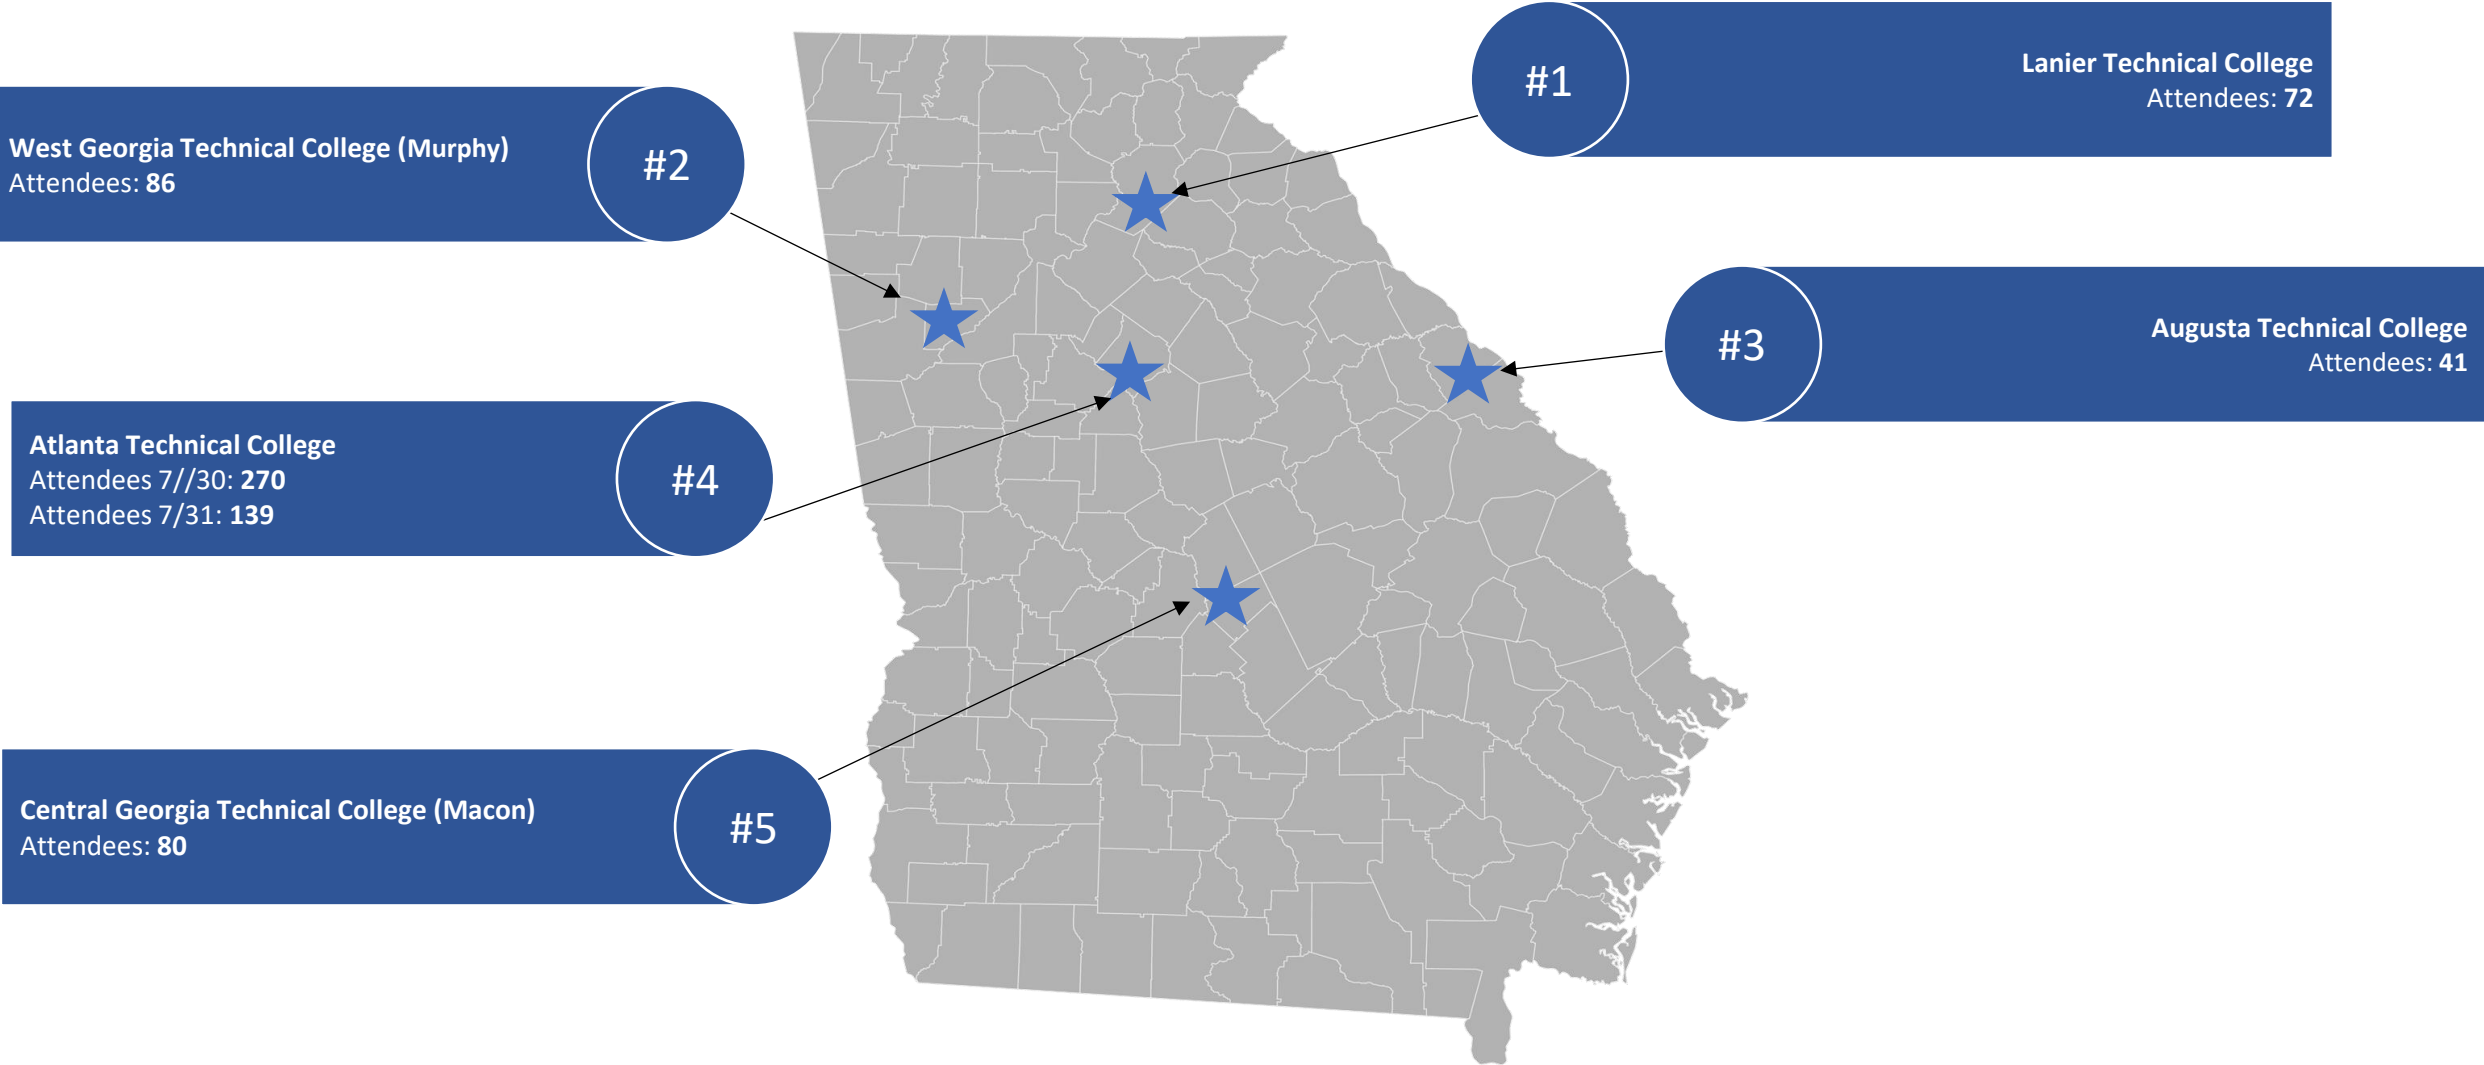 #1
Lanier Technical College
Attendees: 72
West Georgia Technical College (Murphy)
Attendees: 86
#2
#3
Augusta Technical College
Attendees: 41
Atlanta Technical College
Attendees 7//30: 270
Attendees 7/31: 139
#4
Central Georgia Technical College (Macon)
Attendees: 80
#5